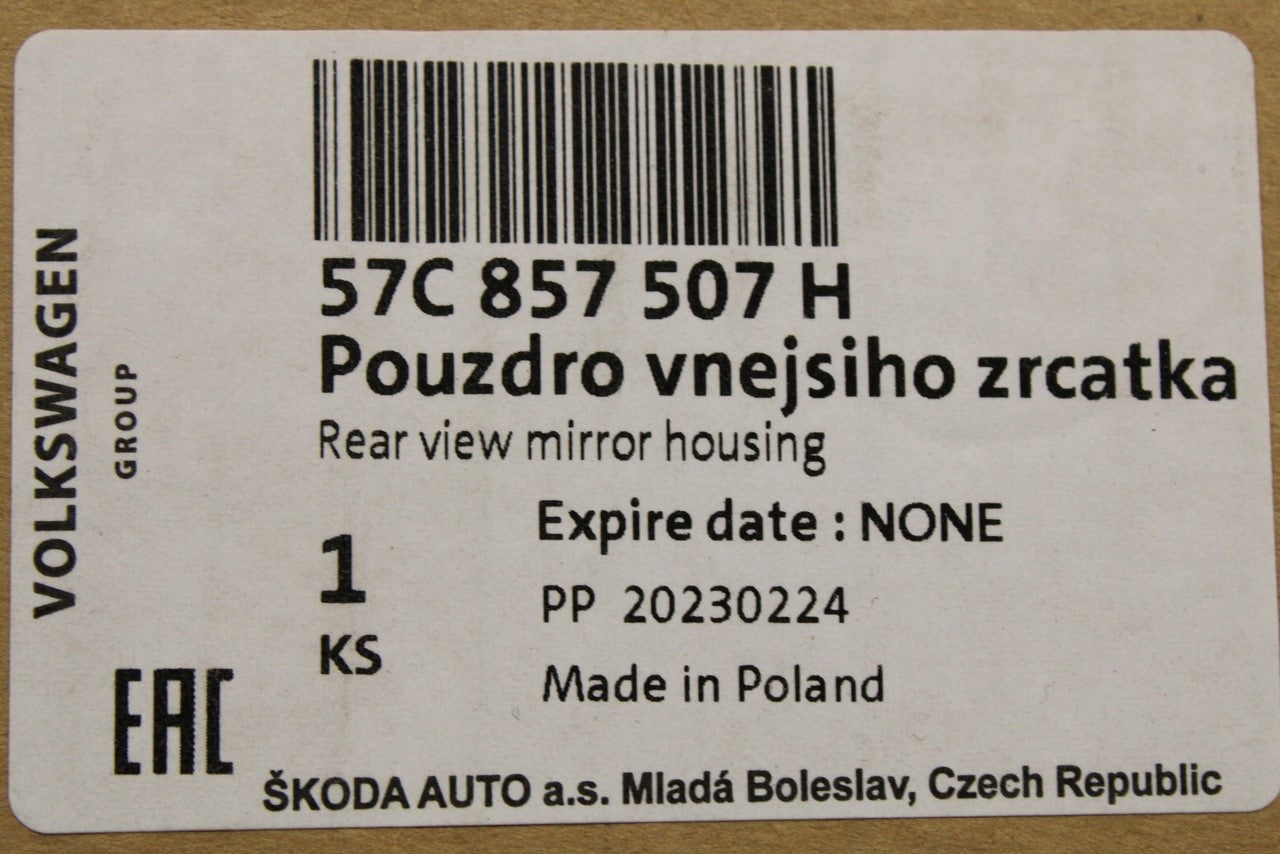 57C 857 507 H
Pouzdro vnejsiho zrcatka
Rear view mirror housing
VOLKSWAGEN
GROUP
1
KS
Expire date : NONE
PP 20230224
Made in Poland
EAC
ŠKODA AUTO a.s. Mladá Boleslav, Czech Republic